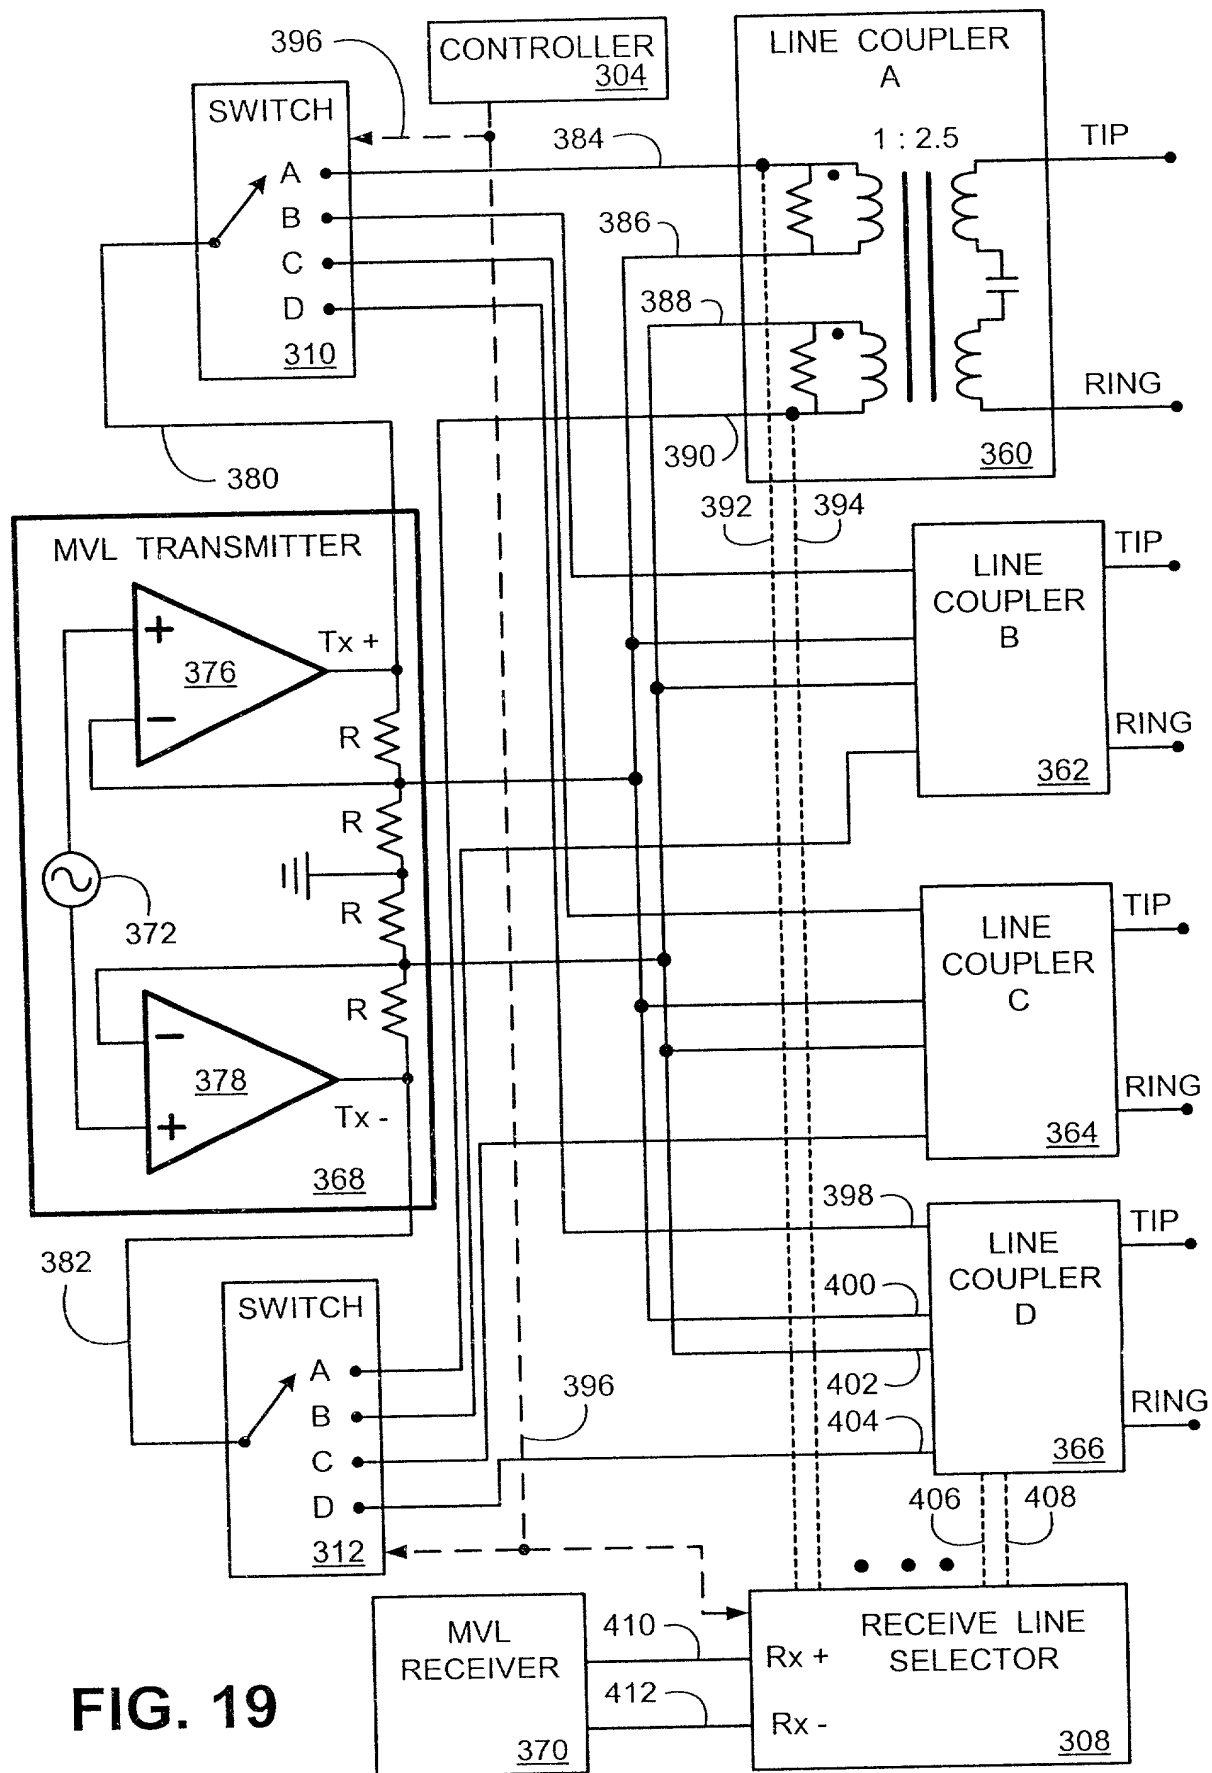 396
CONTROLLER
304
LINE COUPLER
A
SWITCH
A
B
C
D
310
384
386
388
390
1 : 2.5
TIP
RING
360
380
392
394
MVL TRANSMITTER
+
376
−
Tx +
R
R
R
R
372
−
378
+
Tx -
368
LINE
COUPLER
B
TIP
RING
362
LINE
COUPLER
C
TIP
RING
364
398
400
402
404
LINE
COUPLER
D
TIP
RING
366
382
SWITCH
A
B
C
D
312
396
406
408
MVL
RECEIVER
370
410
412
Rx +
Rx -
RECEIVE LINE
SELECTOR
308
FIG. 19